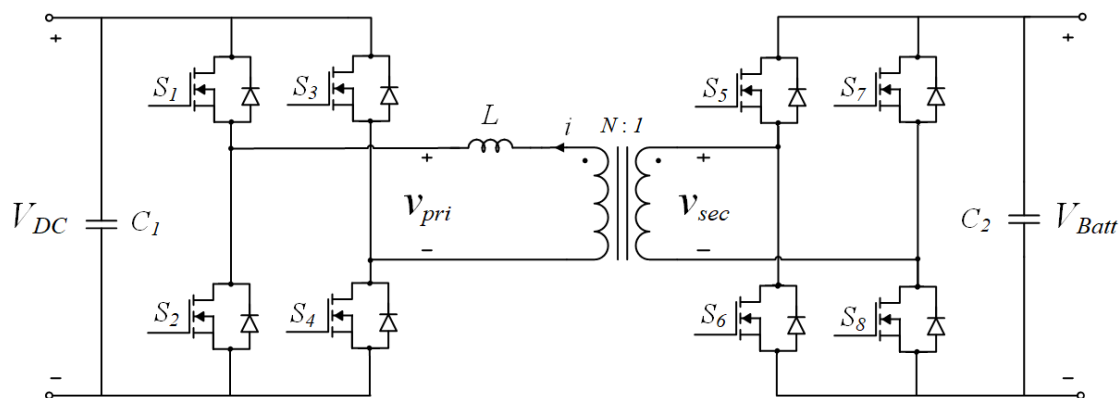 +
+
S1
S3
S5
S7
L
i
N : 1
+
+
VDC
C1
vpri
vsec
C2
VBatt
S2
S4
S6
S8
−
−
−
−